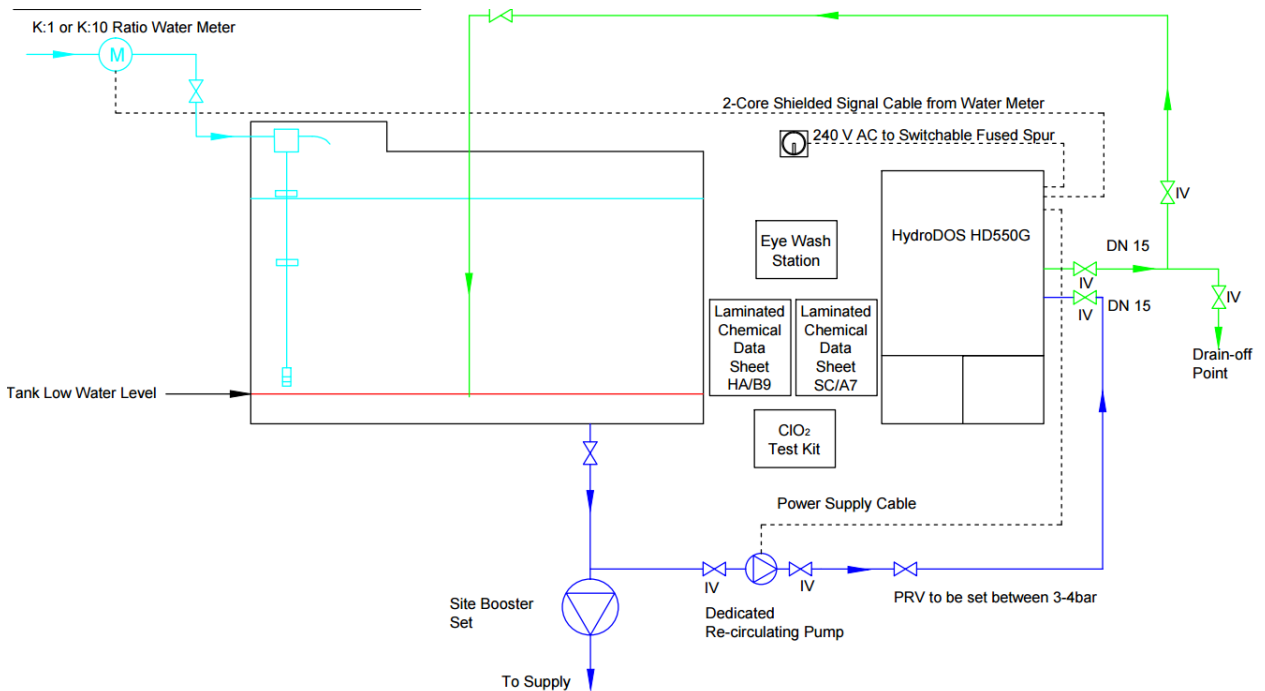 K:1 or K:10 Ratio Water Meter
M
2-Core Shielded Signal Cable from Water Meter
240 V AC to Switchable Fused Spur
IV
HydroDOS HD550G
Eye Wash
Station
DN 15
IV
IV
DN 15
IV
Laminated
Chemical
Data
Sheet
HA/B9
Laminated
Chemical
Data
Sheet
SC/A7
Drain-off
Point
Tank Low Water Level
ClO₂
Test Kit
Power Supply Cable
IV
IV
PRV to be set between 3-4bar
Site Booster
Set
Dedicated
Re-circulating Pump
To Supply